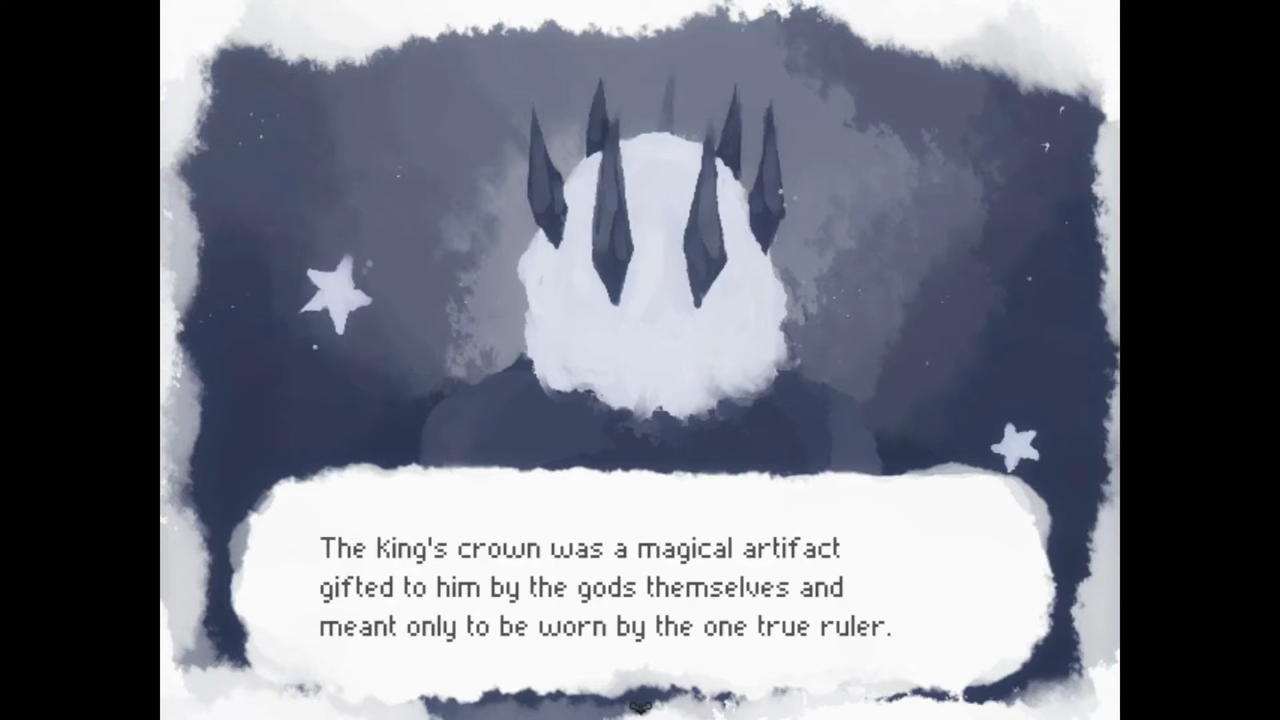 The King's crown was a magical artifact
gifted to him by the gods themselves and
meant only to be worn by the one true ruler.